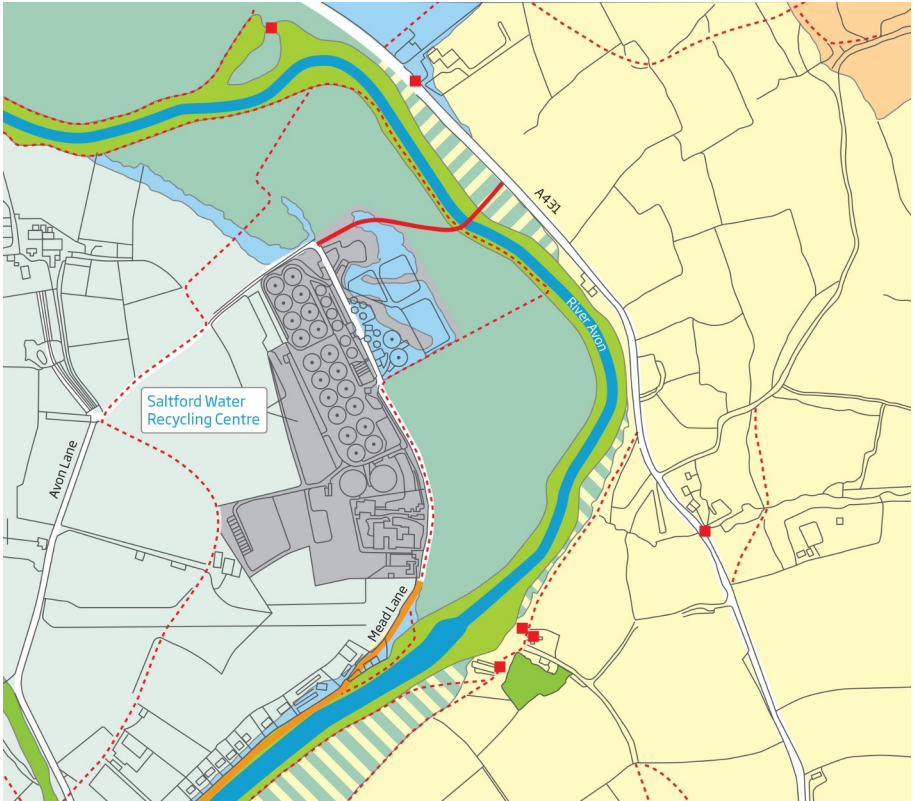 A431
River Avon
Saltford Water
Recycling Centre
Avon Lane
Mead Lane